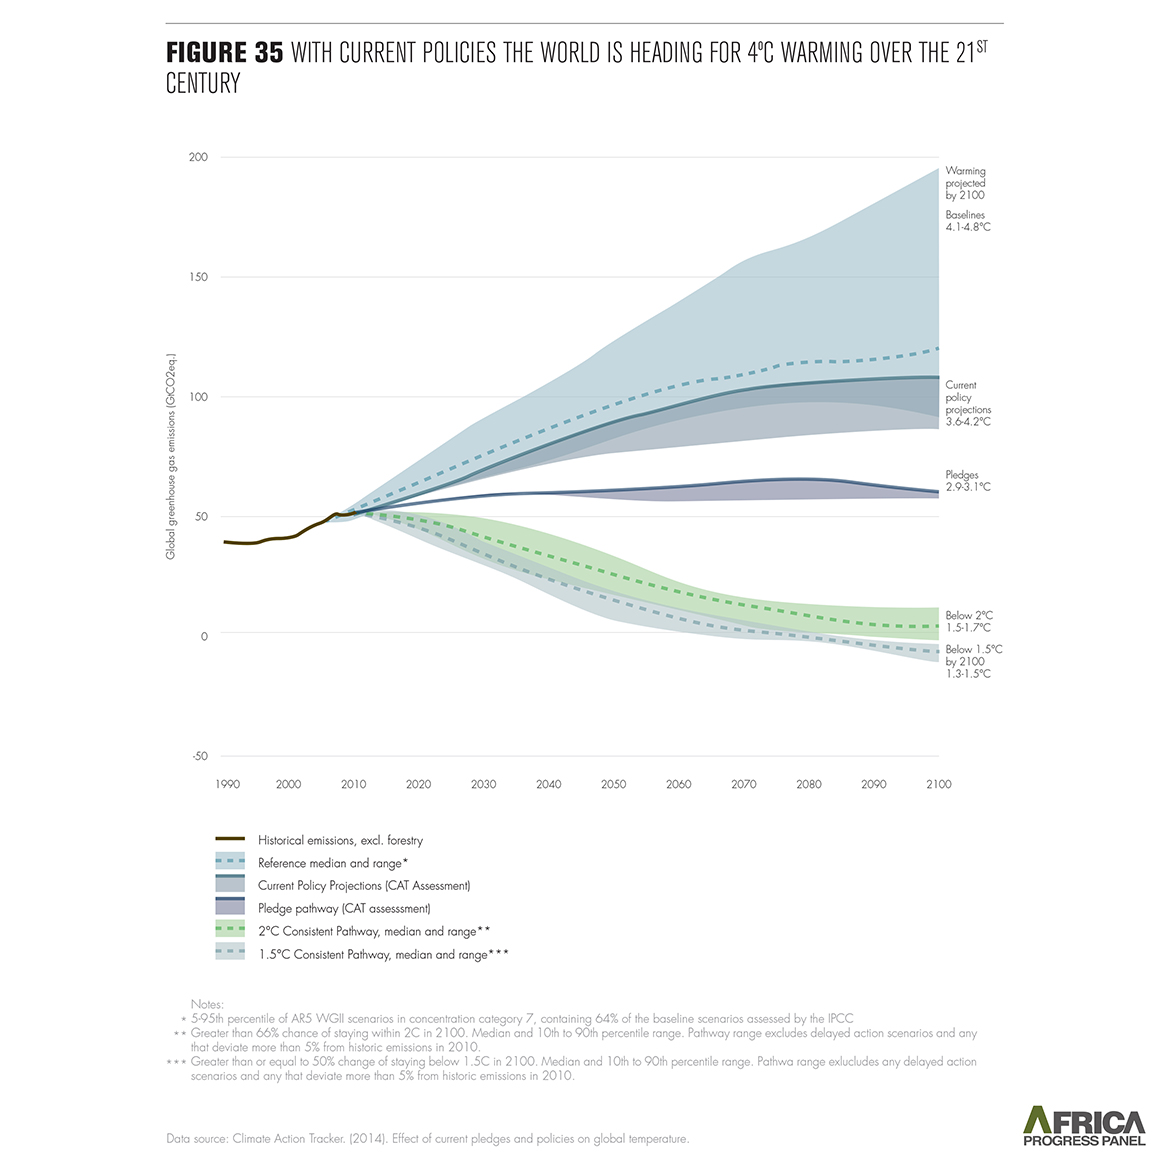 FIGURE 35 WITH CURRENT POLICIES THE WORLD IS HEADING FOR 4ºC WARMING OVER THE 21ST
CENTURY
Global greenhouse gas emissions (GtCO2eq.)
200
150
100
50
0
-50
1990 2000 2010 2020 2030 2040 2050 2060 2070 2080 2090 2100
Warming
projected
by 2100
Baselines
4.1-4.8°C
Current
policy
projections
3.6-4.2°C
Pledges
2.9-3.1°C
Below 2°C
1.5-1.7°C
Below 1.5°C
by 2100
1.3-1.5°C
Historical emissions, excl. forestry
Reference median and range*
Current Policy Projections (CAT Assessment)
Pledge pathway (CAT assesssment)
2°C Consistent Pathway, median and range**
1.5°C Consistent Pathway, median and range***
Notes:
* 5-95th percentile of AR5 WGII scenarios in concentration category 7, containing 64% of the baseline scenarios assessed by the IPCC
** Greater than 66% chance of staying within 2C in 2100. Median and 10th to 90th percentile range. Pathway range excludes delayed action scenarios and any
that deviate more than 5% from historic emissions in 2010.
*** Greater than or equal to 50% change of staying below 1.5C in 2100. Median and 10th to 90th percentile range. Pathwa range exlucludes any delayed action
scenarios and any that deviate more than 5% from historic emissions in 2010.
Data source: Climate Action Tracker. (2014). Effect of current pledges and policies on global temperature.
AFRICA
PROGRESS PANEL